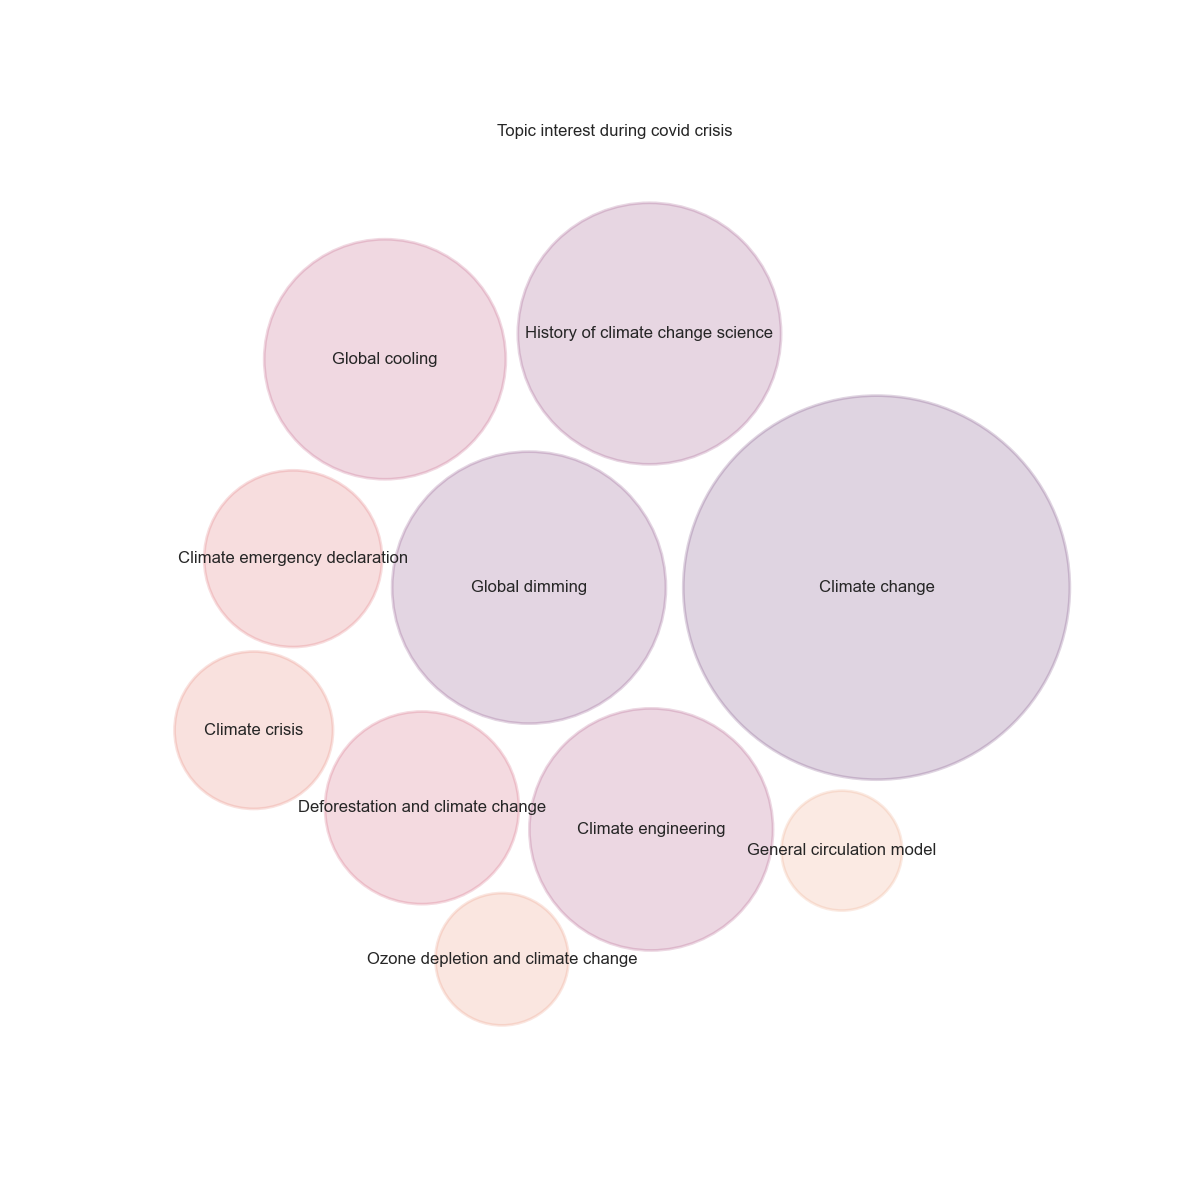 Topic interest during covid crisis
History of climate change science
Global cooling
Climate emergency declaration
Global dimming
Climate change
Climate crisis
Deforestation and climate change
Climate engineering
General circulation model
Ozone depletion and climate change